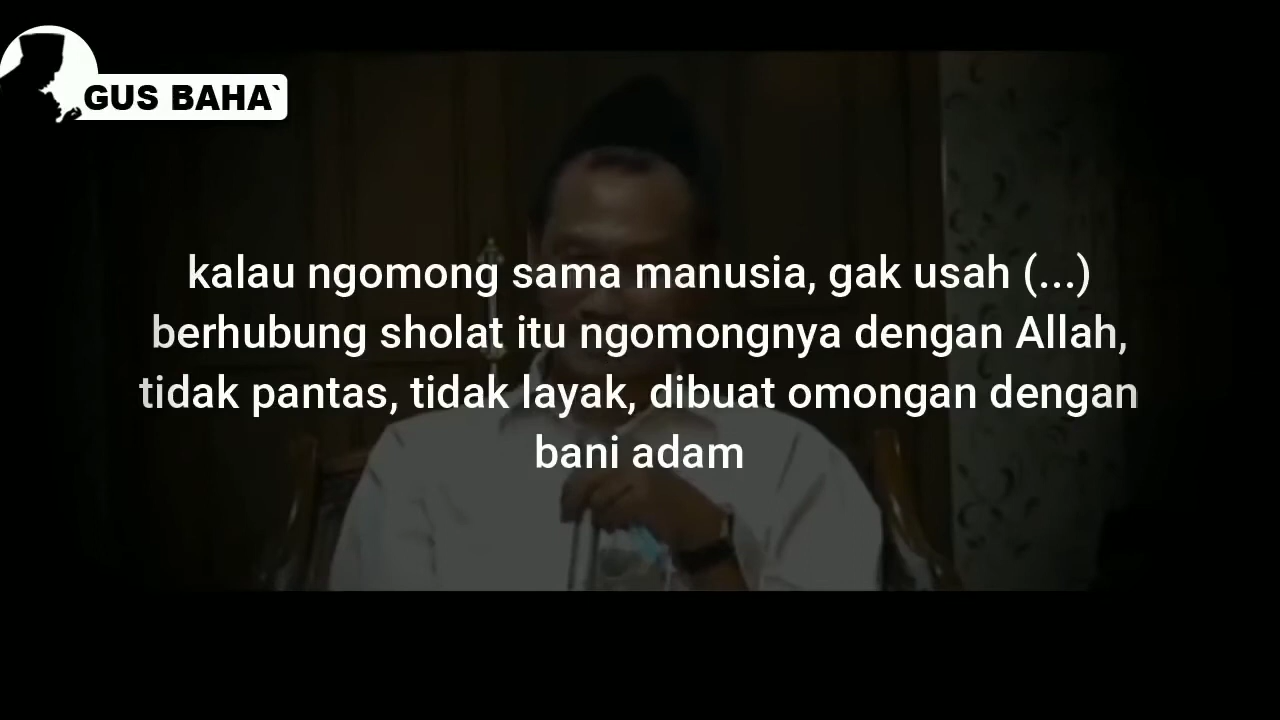 GUS BAHA`
kalau ngomong sama manusia, gak usah (...)
berhubung sholat itu ngomongnya dengan Allah,
tidak pantas, tidak layak, dibuat omongan dengan
bani adam